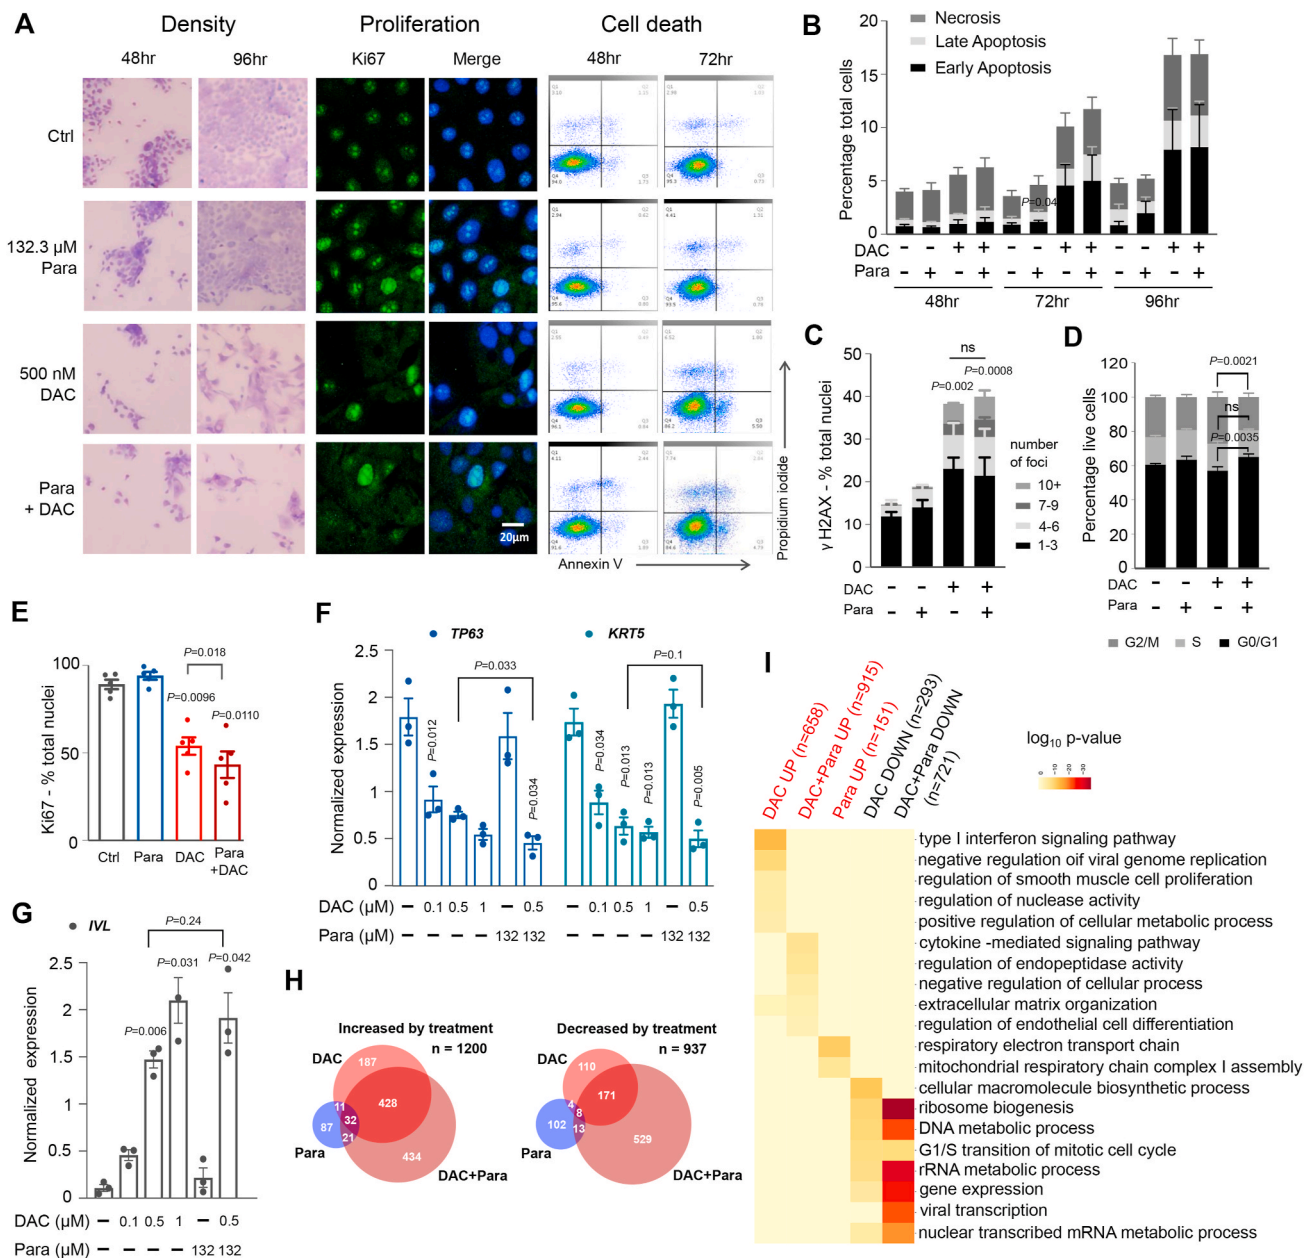 A
Density
Proliferation
Cell death
48hr
96hr
Ki67
Merge
48hr
72hr
Ctrl
132.3 μM
Para
500 nM
DAC
Para
+ DAC
20μm
Annexin V
Propidium iodide
B
Necrosis
Late Apoptosis
Early Apoptosis
Percentage total cells
20
15
10
5
0
P=0.04
DAC - - + + - - + + - - + +
Para - + - + - + - + - + - +
48hr
72hr
96hr
C
γ H2AX - % total nuclei
50
40
30
20
10
0
ns
P=0.002
P=0.0008
number
of foci
10+
7-9
4-6
1-3
DAC - - + +
Para - + - +
D
Percentage live cells
120
100
80
60
40
20
0
P=0.0021
ns
P=0.0035
DAC - - + +
Para - + - +
G2/M
S
G0/G1
E
Ki67 - % total nuclei
100
50
0
P=0.018
P=0.0096
P=0.0110
Ctrl
Para
DAC
Para
+DAC
F
TP63
KRT5
Normalized expression
2.5
2
1.5
1
0.5
0
P=0.012
P=0.033
P=0.034
P=0.034
P=0.013
P=0.013
P=0.1
P=0.005
DAC (μM) - 0.1 0.5 1 - 0.5 - 0.1 0.5 1 - 0.5
Para (μM) - - - - 132 132 - - - - 132 132
G
IVL
Normalized expression
2.5
2
1.5
1
0.5
0
P=0.24
P=0.006
P=0.031
P=0.042
DAC (μM) - 0.1 0.5 1 - 0.5
Para (μM) - - - - 132 132
H
Increased by treatment
n = 1200
DAC
187
428
11
32
87
21
434
Para
DAC+Para
Decreased by treatment
n = 937
DAC
110
171
4
8
102
13
529
Para
DAC+Para
I
DAC UP (n=658)
DAC+Para UP (n=915)
Para UP (n=151)
DAC DOWN (n=293)
DAC+Para DOWN
(n=721)
log10 p-value
0
-10
-20
-30
type I interferon signaling pathway
negative regulation oif viral genome replication
regulation of smooth muscle cell proliferation
regulation of nuclease activity
positive regulation of cellular metabolic process
cytokine -mediated signaling pathway
regulation of endopeptidase activity
negative regulation of cellular process
extracellular matrix organization
regulation of endothelial cell differentiation
respiratory electron transport chain
mitochondrial respiratory chain complex I assembly
cellular macromolecule biosynthetic process
ribosome biogenesis
DNA metabolic process
G1/S transition of mitotic cell cycle
rRNA metabolic process
gene expression
viral transcription
nuclear transcribed mRNA metabolic process